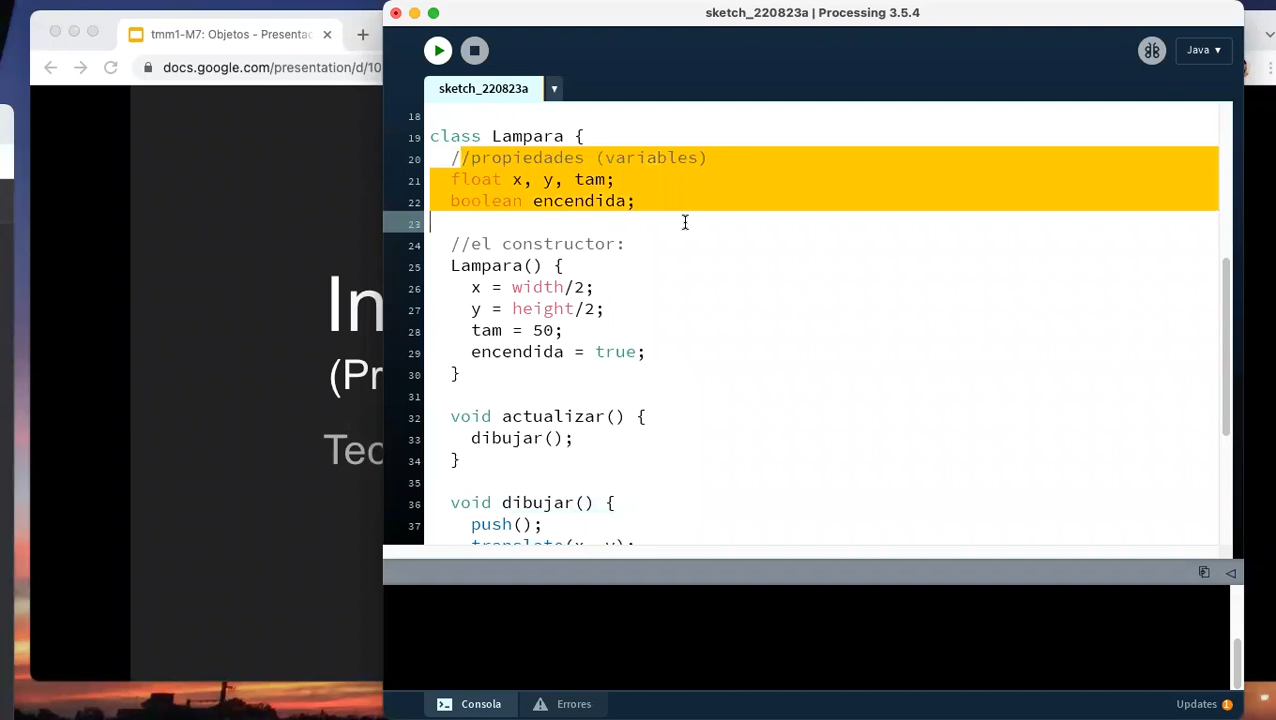 sketch_220823a | Processing 3.5.4
tmm1-M7: Objetos - Presentac
docs.google.com/presentation/d/10
Java ▾
sketch_220823a
18
19 class Lampara {
20 //propiedades (variables)
21 float x, y, tam;
22 boolean encendida;
23
24 //el constructor:
25 Lampara() {
26 x = width/2;
27 y = height/2;
28 tam = 50;
29 encendida = true;
30 }
31
32 void actualizar() {
33 dibujar();
34 }
35
36 void dibujar() {
37 push();
translate(x, y);
In
(Pr
Tec
Consola
Errores
Updates 1